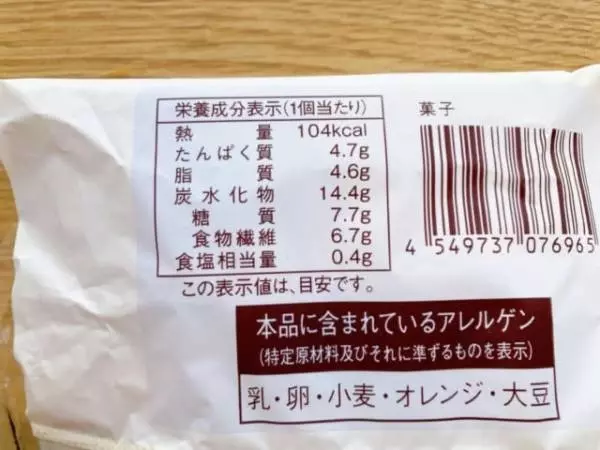 栄養成分表示(1個当たり)
熱量 104kcal
たんぱく質 4.7g
脂質 4.6g
炭水化物 14.4g
糖質 7.7g
食物繊維 6.7g
食塩相当量 0.4g
この表示値は、目安です。
菓子
4 549737 076965
本品に含まれているアレルゲン
(特定原材料及びそれに準ずるものを表示)
乳・卵・小麦・オレンジ・大豆